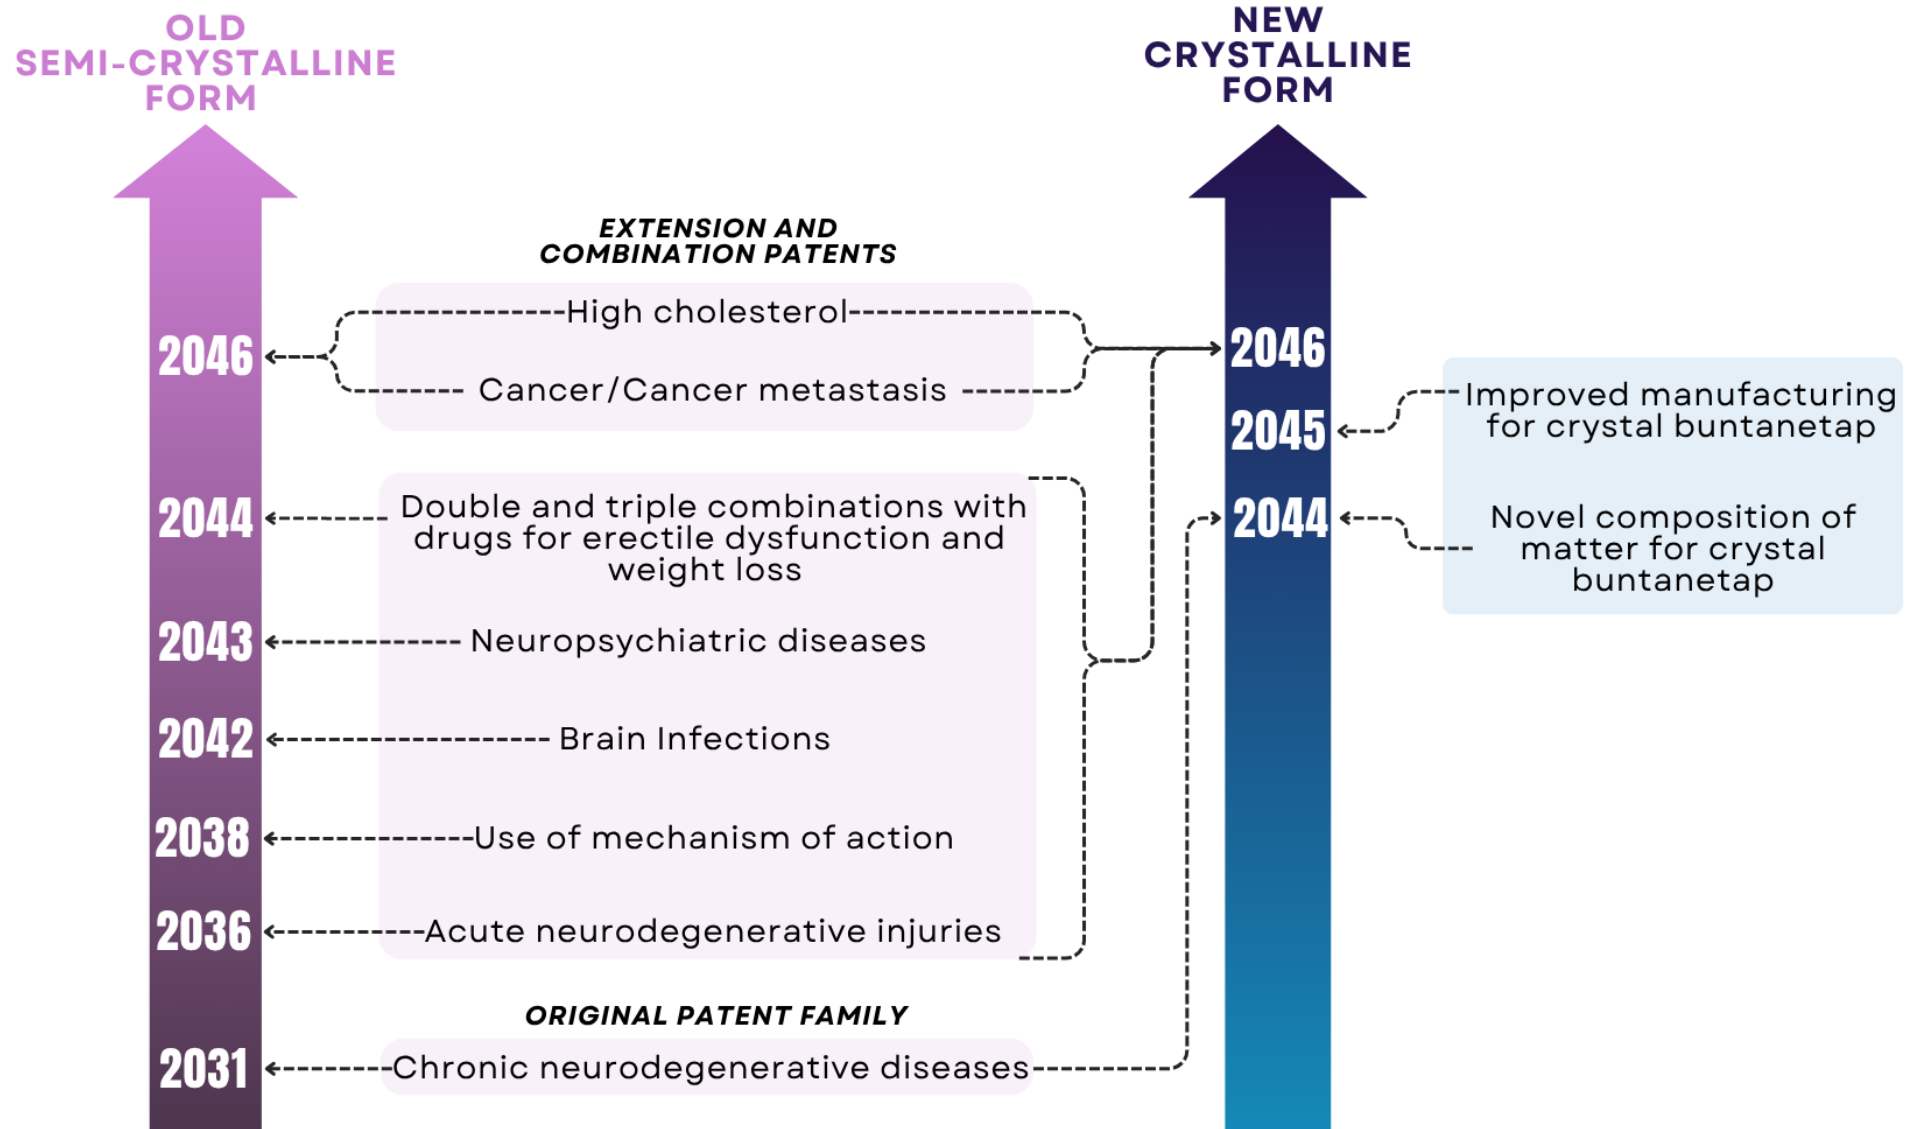 OLD
SEMI-CRYSTALLINE
FORM
NEW
CRYSTALLINE
FORM
EXTENSION AND
COMBINATION PATENTS
High cholesterol
2046
2046
Cancer/Cancer metastasis
Improved manufacturing
for crystal buntanetap
2045
2044
Double and triple combinations with
drugs for erectile dysfunction and
weight loss
2044
Novel composition of
matter for crystal
buntanetap
2043
Neuropsychiatric diseases
2042
Brain Infections
2038
Use of mechanism of action
2036
Acute neurodegenerative injuries
ORIGINAL PATENT FAMILY
2031
Chronic neurodegenerative diseases